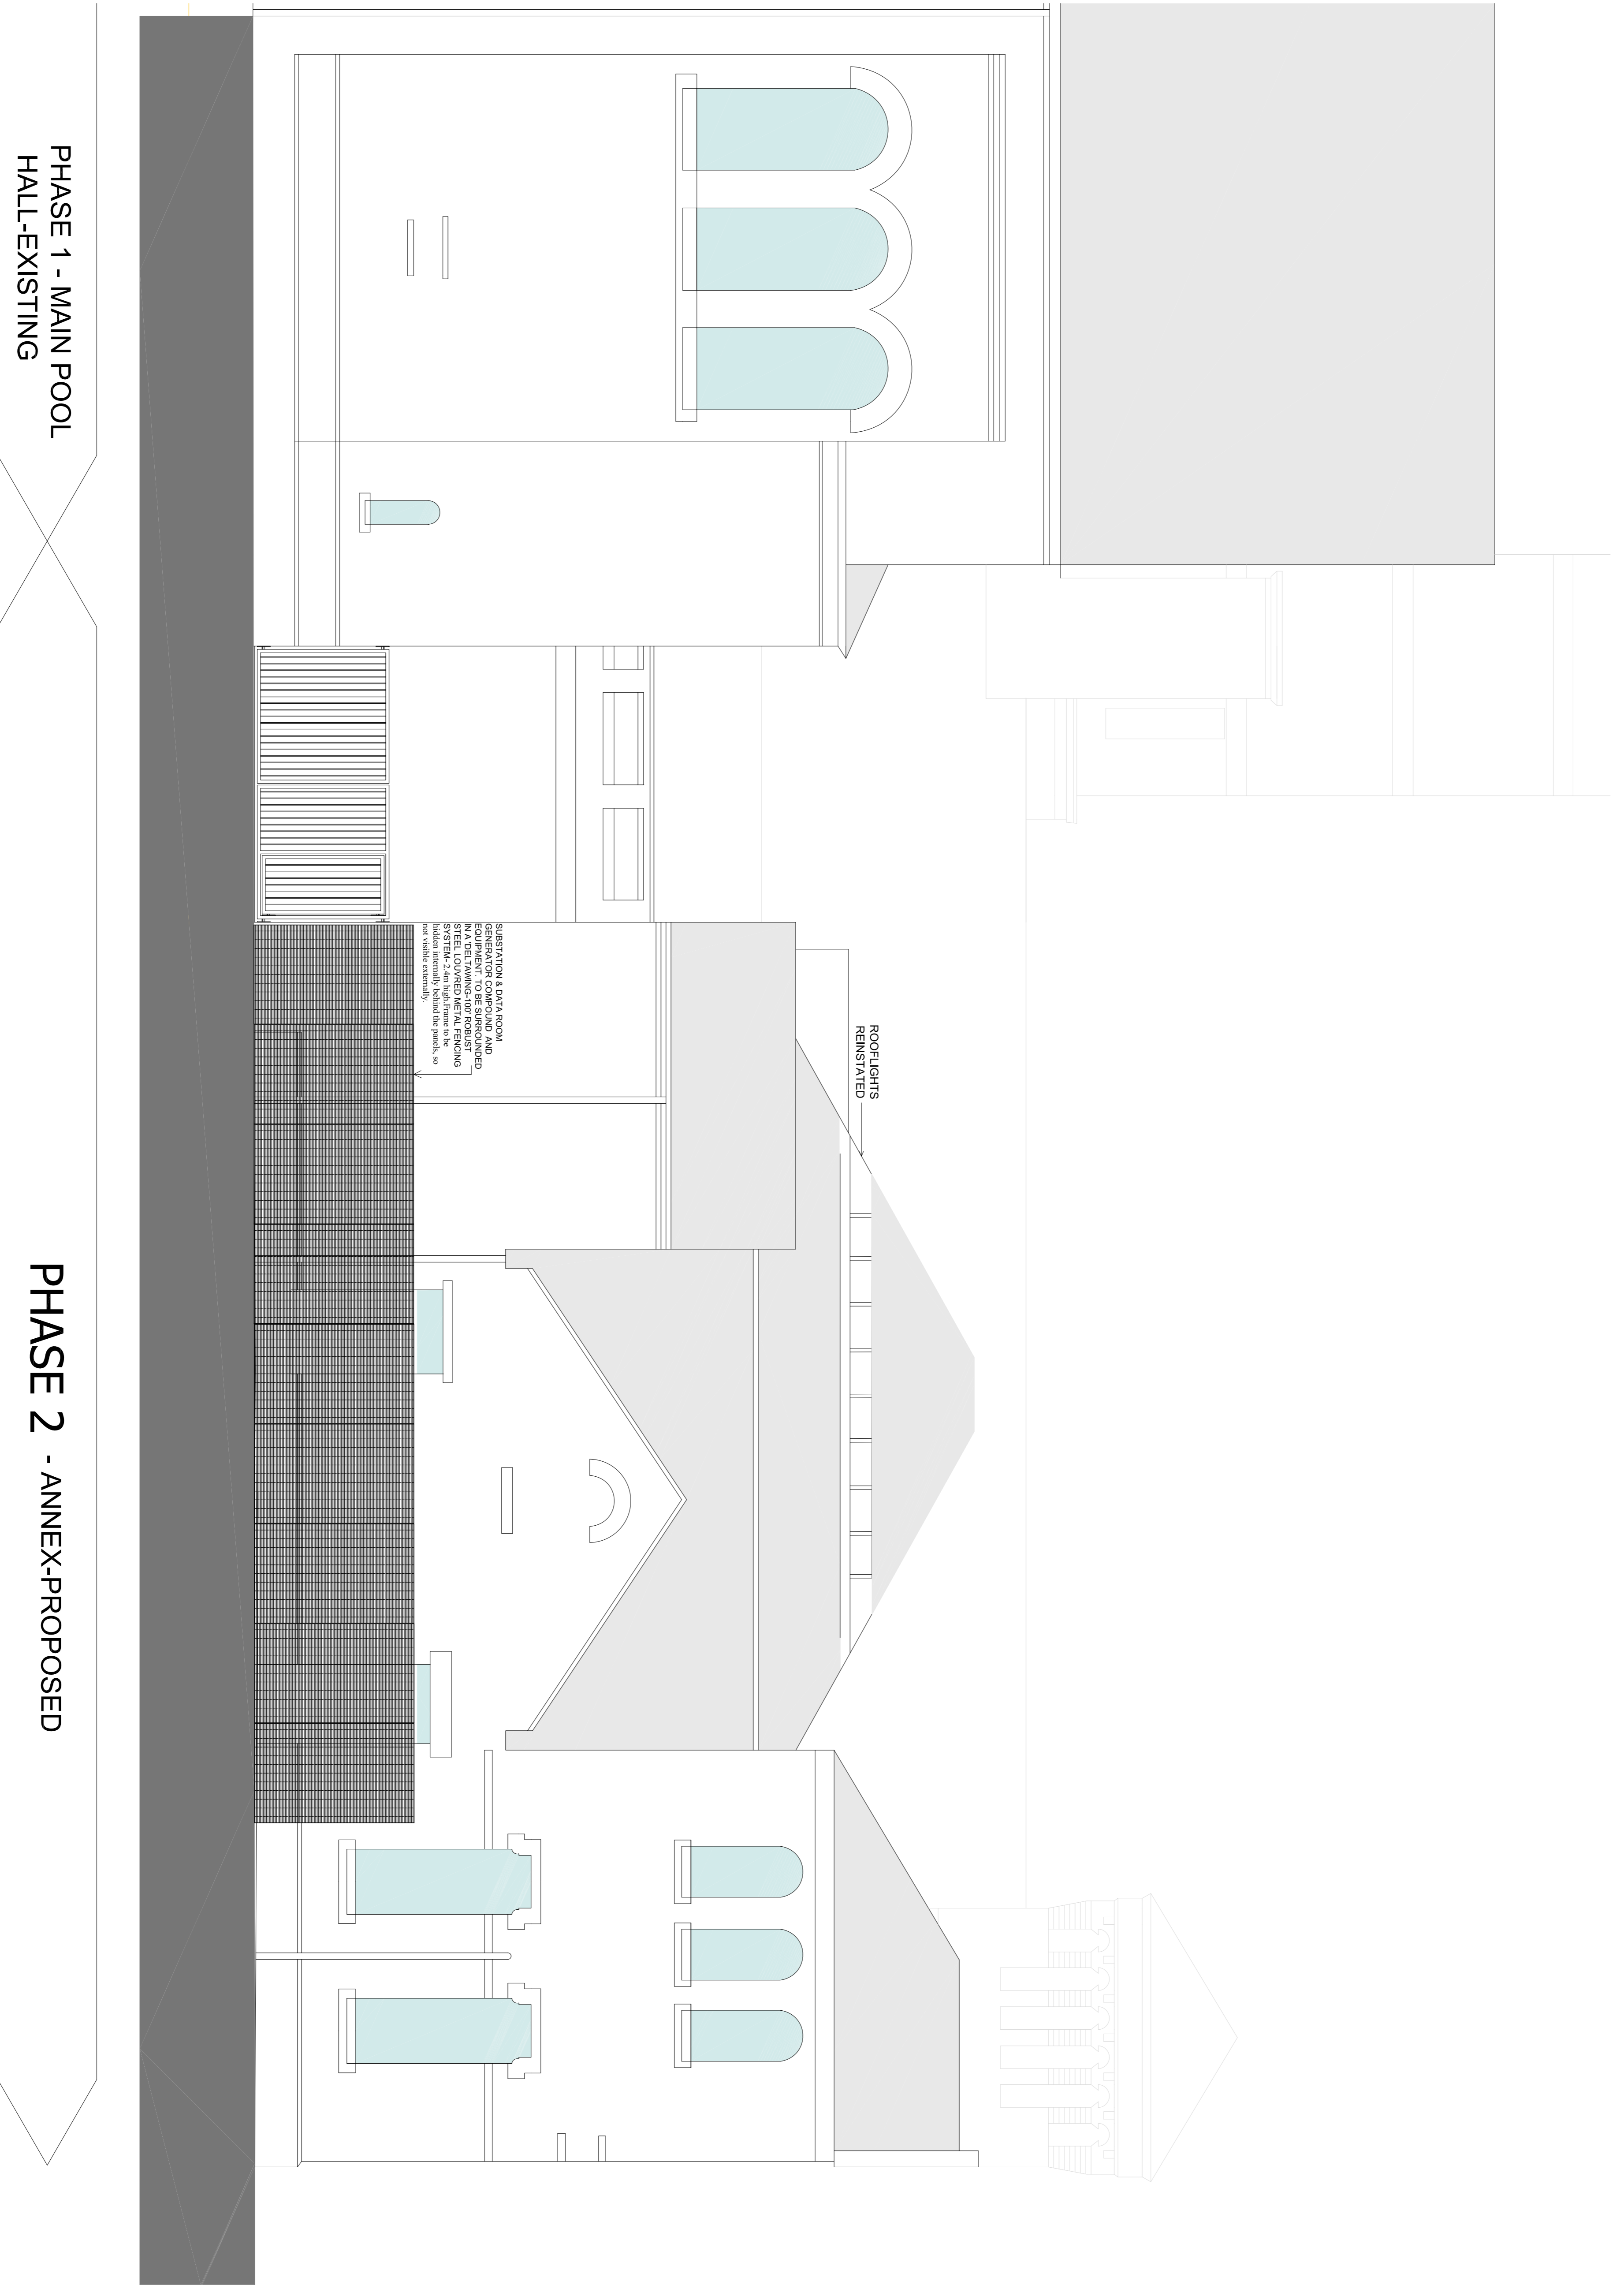 ROOFLIGHTS
REINSTATED
SUBSTATION & DATA ROOM
GENERATOR COMPOUND AND
EQUIPMENT. TO BE SURROUNDED
IN A 'DELTAWING-100' ROBUST
STEEL LOUVRED METAL FENCING
SYSTEM- 2.4m high.Frame to be
hidden internally behind the panels, so
not visible externally.
PHASE 1 - MAIN POOL
HALL-EXISTING
PHASE 2 - ANNEX-PROPOSED